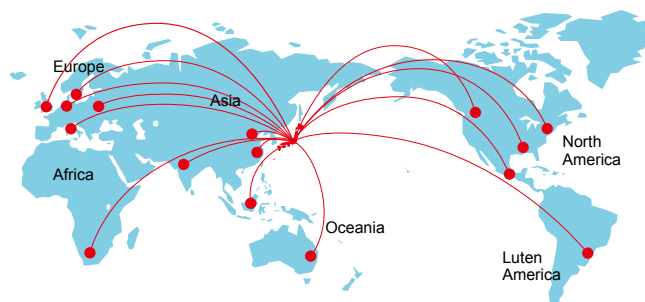 Europe
Asia
Africa
Oceania
North
America
Luten
America